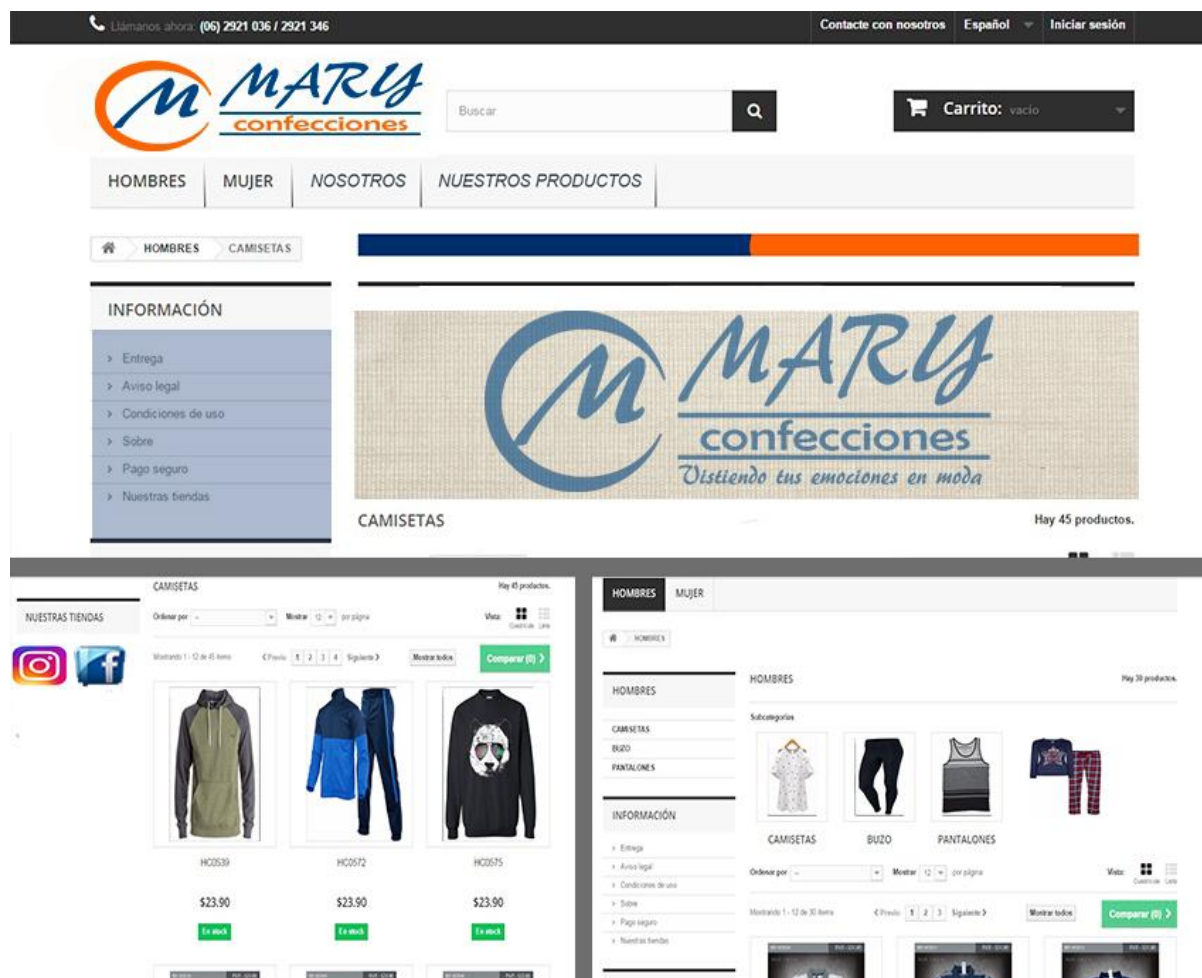 Llámanos ahora: (06) 2921 036 / 2921 346
Contacte con nosotros Español Iniciar sesión
M MARY
confecciones
Buscar
Carrito: vacío
HOMBRES MUJER NOSOTROS NUESTROS PRODUCTOS
HOMBRES CAMISETAS
INFORMACIÓN
Entrega
Aviso legal
Condiciones de uso
Sobre
Pago seguro
Nuestras tiendas
M MARY
confecciones
Vistiendo tus emociones en moda
CAMISETAS
Hay 45 productos.
CAMISETAS
Hay 45 productos.
NUESTRAS TIENDAS
Ordenar por -- Mostrar 12 por página Vista:
Cuadrícula Lista
Mostrando 1 - 12 de 45 items Previo 1 2 3 4 Siguiente Mostrar todos Comparar (0)
HC0539 HC0572 HC0575
$23.90 $23.90 $23.90
En stock En stock En stock
HOMBRES MUJER
HOMBRES
HOMBRES
CAMISETAS
BUZO
PANTALONES
INFORMACIÓN
Entrega
Aviso legal
Condiciones de uso
Sobre
Pago seguro
Nuestras tiendas
HOMBRES
Hay 30 productos.
Subcategorías
CAMISETAS BUZO PANTALONES
Ordenar por -- Mostrar 12 por página Vista:
Cuadrícula Lista
Mostrando 1 - 12 de 30 items Previo 1 2 3 Siguiente Mostrar todos Comparar (0)